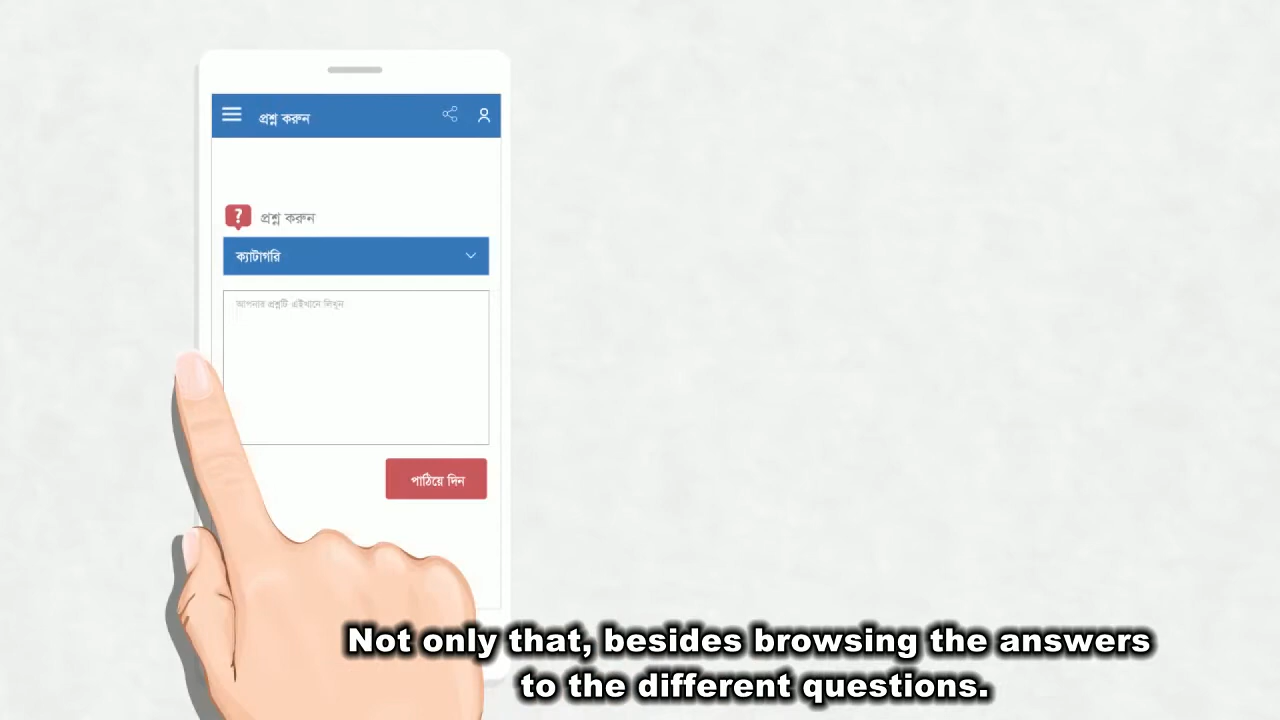 প্রশ্ন করুন
?
প্রশ্ন করুন
ক্যাটাগরি
আপনার প্রশ্নটি এইখানে লিখুন
পাঠিয়ে দিন
Not only that, besides browsing the answers
to the different questions.